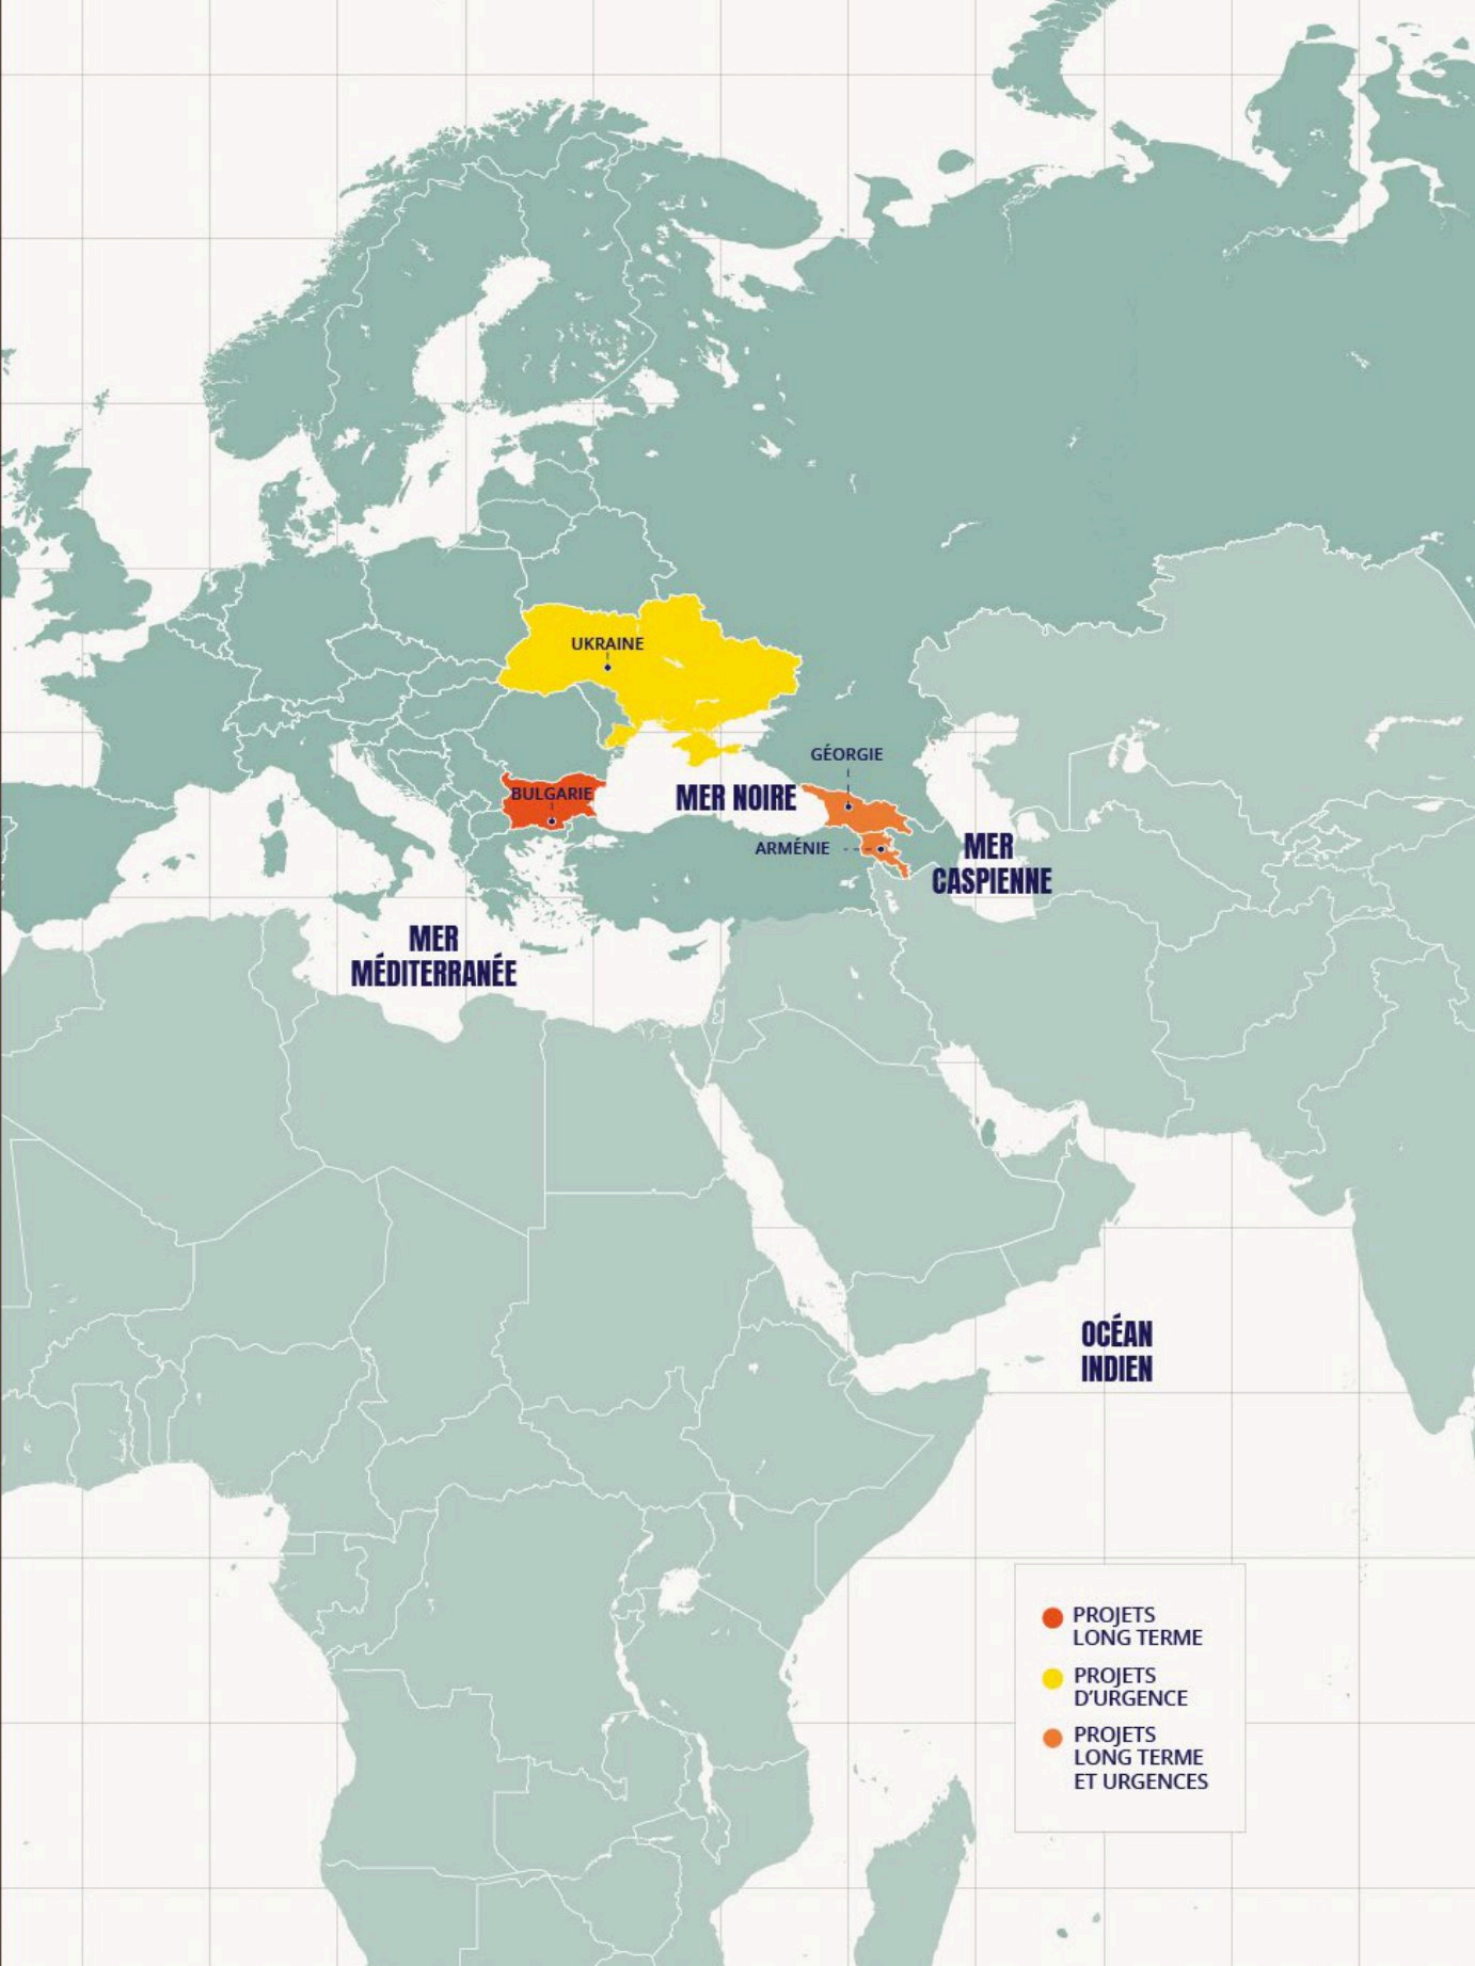 UKRAINE
GÉORGIE
BULGARIE
MER NOIRE
ARMÉNIE
MER
CASPIENNE
MER
MÉDITERRANÉE
OCÉAN
INDIEN
PROJETS
LONG TERME
PROJETS
D’URGENCE
PROJETS
LONG TERME
ET URGENCES